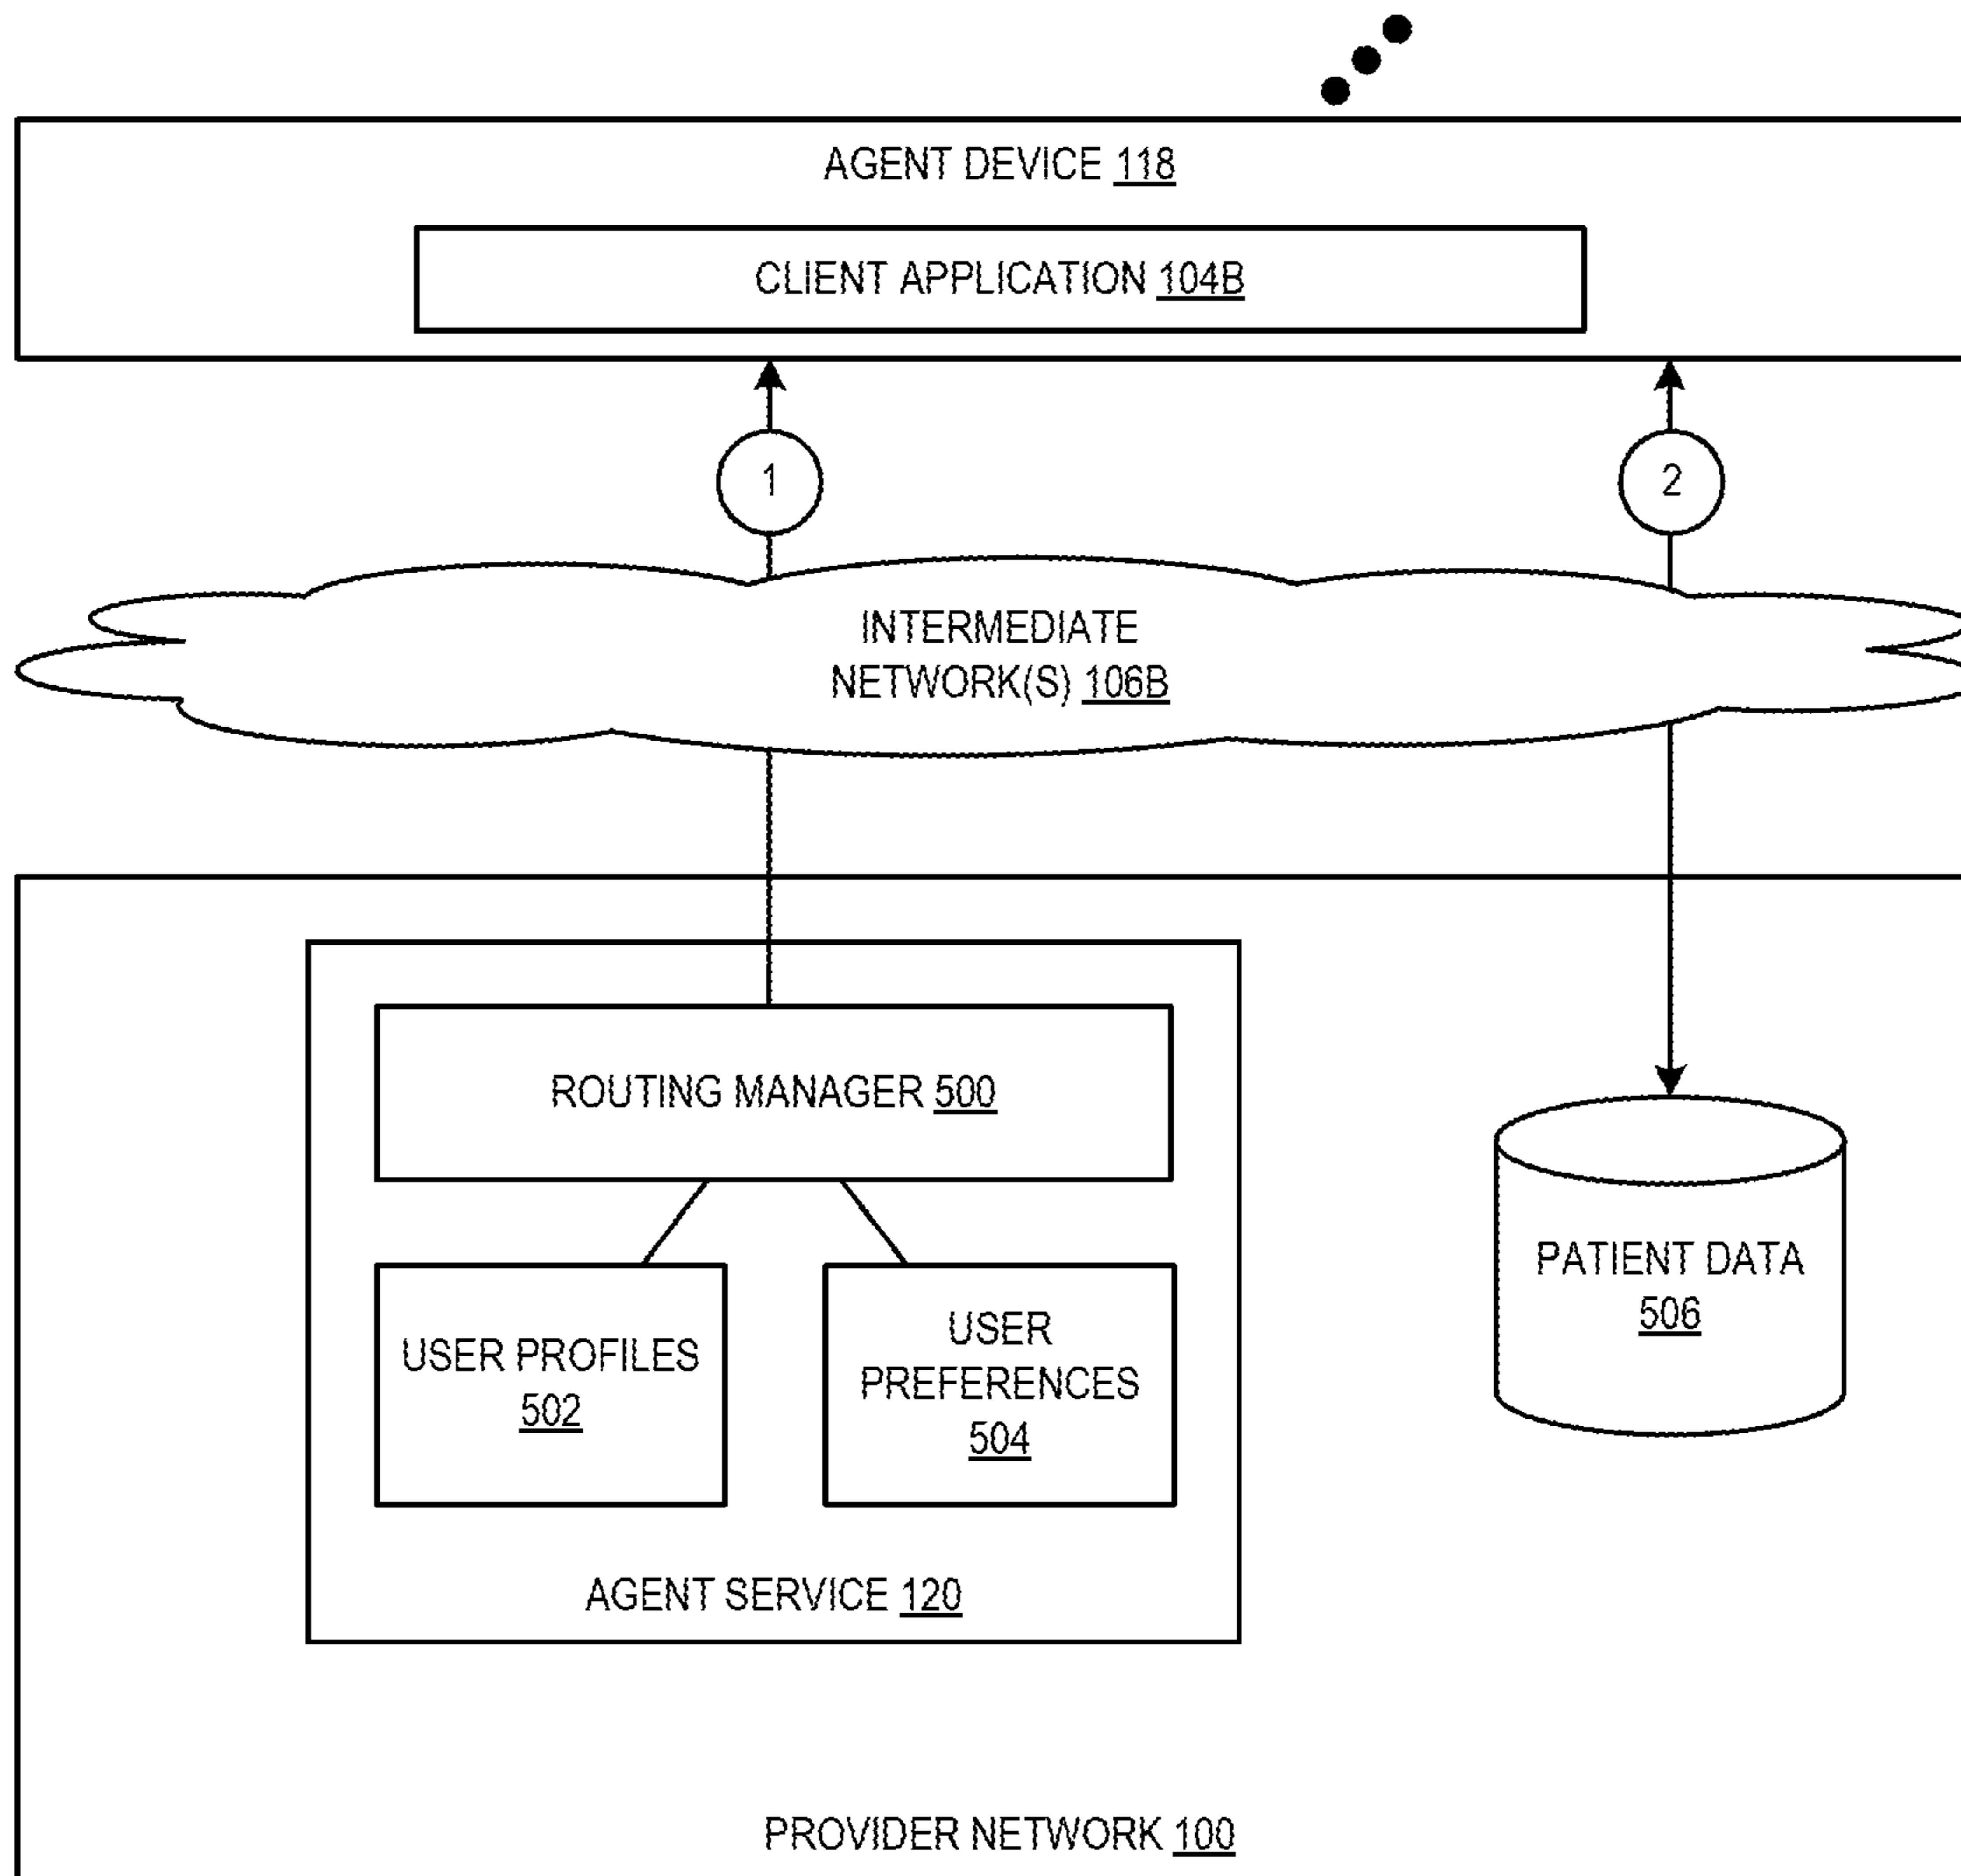 AGENT DEVICE 118
CLIENT APPLICATION 104B
1
2
INTERMEDIATE
NETWORK(S) 106B
ROUTING MANAGER 500
USER PROFILES
502
USER
PREFERENCES
504
PATIENT DATA
506
AGENT SERVICE 120
PROVIDER NETWORK 100